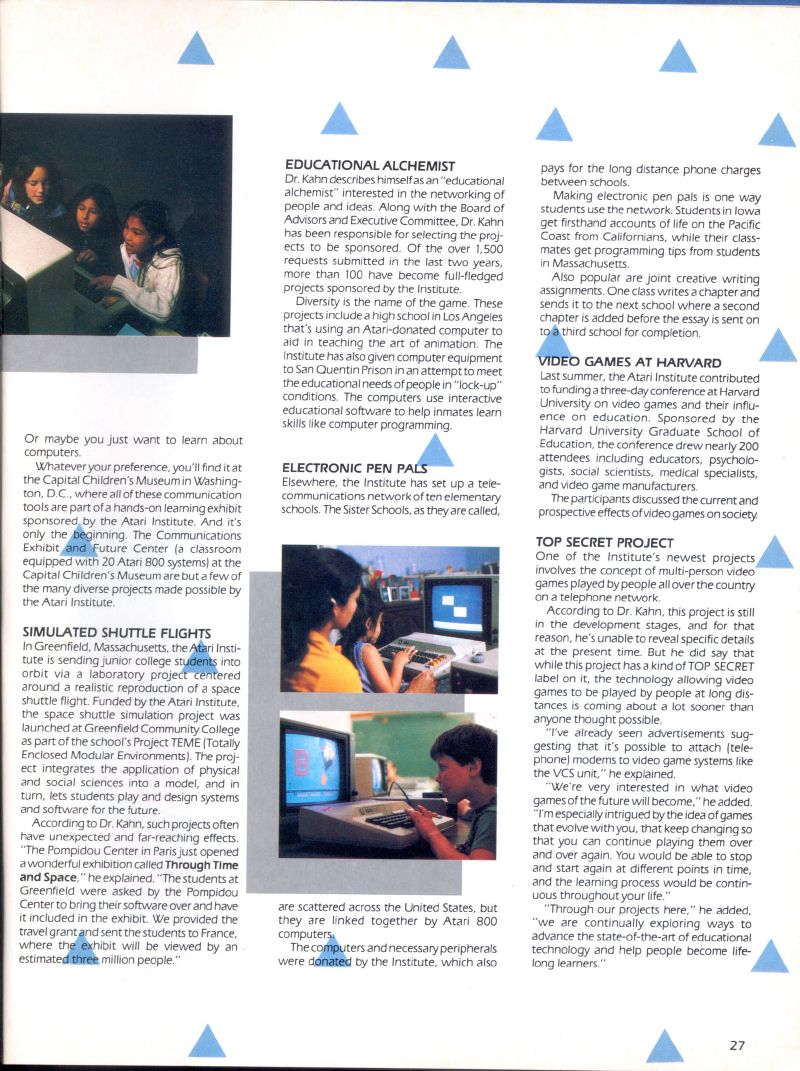 Or maybe you just want to learn about
computers.
Whatever your preference, you'll find it at
the Capital Children's Museum in Washing-
ton, D.C., where all of these communication
tools are part of a hands-on learning exhibit
sponsored by the Atari Institute. And it's
only the beginning. The Communications
Exhibit and Future Center (a classroom
equipped with 20 Atari 800 systems) at the
Capital Children's Museum are but a few of
the many diverse projects made possible by
the Atari Institute.
SIMULATED SHUTTLE FLIGHTS
In Greenfield, Massachusetts, the Atari Insti-
tute is sending junior college students into
orbit via a laboratory project centered
around a realistic reproduction of a space
shuttle flight. Funded by the Atari Institute,
the space shuttle simulation project was
launched at Greenfield Community College
as part of the school's Project TEME (Totally
Enclosed Modular Environments). The proj-
ect integrates the application of physical
and social sciences into a model, and in
turn, lets students play and design systems
and software for the future.
According to Dr. Kahn, such projects often
have unexpected and far-reaching effects.
"The Pompidou Center in Paris just opened
a wonderful exhibition called Through Time
and Space," he explained. "The students at
Greenfield were asked by the Pompidou
Center to bring their software over and have
it included in the exhibit. We provided the
travel grant and sent the students to France,
where the exhibit will be viewed by an
estimated three million people."
EDUCATIONAL ALCHEMIST
Dr. Kahn describes himself as an "educational
alchemist" interested in the networking of
people and ideas. Along with the Board of
Advisors and Executive Committee, Dr. Kahn
has been responsible for selecting the proj-
ects to be sponsored. Of the over 1,500
requests submitted in the last two years,
more than 100 have become full-fledged
projects sponsored by the Institute.
Diversity is the name of the game. These
projects include a high school in Los Angeles
that's using an Atari-donated computer to
aid in teaching the art of animation. The
Institute has also given computer equipment
to San Quentin Prison in an attempt to meet
the educational needs of people in "lock-up"
conditions. The computers use interactive
educational software to help inmates learn
skills like computer programming.
ELECTRONIC PEN PALS
Elsewhere, the Institute has set up a tele-
communications network of ten elementary
schools. The Sister Schools, as they are called,
B
are scattered across the United States, but
they are linked together by Atari 800
computers.
The computers and necessary peripherals
were donated by the Institute, which also
pays for the long distance phone charges
between schools.
Making electronic pen pals is one way
students use the network. Students in Iowa
get firsthand accounts of life on the Pacific
Coast from Californians, while their class-
mates get programming tips from students
in Massachusetts.
Also popular are joint creative writing
assignments. One class writes a chapter and
sends it to the next school where a second
chapter is added before the essay is sent on
to a third school for completion.
VIDEO GAMES AT HARVARD
Last summer, the Atari Institute contributed
to funding a three-day conference at Harvard
University on video games and their influ-
ence on education. Sponsored by the
Harvard University Graduate School of
Education, the conference drew nearly 200
attendees including educators, psycholo-
gists, social scientists, medical specialists,
and video game manufacturers.
The participants discussed the current and
prospective effects of video games on society.
TOP SECRET PROJECT
One of the Institute's newest projects
involves the concept of multi-person video
games played by people all over the country
on a telephone network.
According to Dr. Kahn, this project is still
in the development stages, and for that
reason, he's unable to reveal specific details
at the present time. But he did say that
while this project has a kind of TOP SECRET
label on it, the technology allowing video
games to be played by people at long dis-
tances is coming about a lot sooner than
anyone thought possible.
"I've already seen advertisements sug-
gesting that it's possible to attach (tele-
phone) modems to video game systems like
the VCS unit," he explained.
"We're very interested in what video
games of the future will become," he added.
"I'm especially intrigued by the idea of games
that evolve with you, that keep changing so
that you can continue playing them over
and over again. You would be able to stop
and start again at different points in time,
and the learning process would be contin-
uous throughout your life."
"Through our projects here," he added,
"we are continually exploring ways to
advance the state-of-the-art of educational
technology and help people become life-
long learners."
27